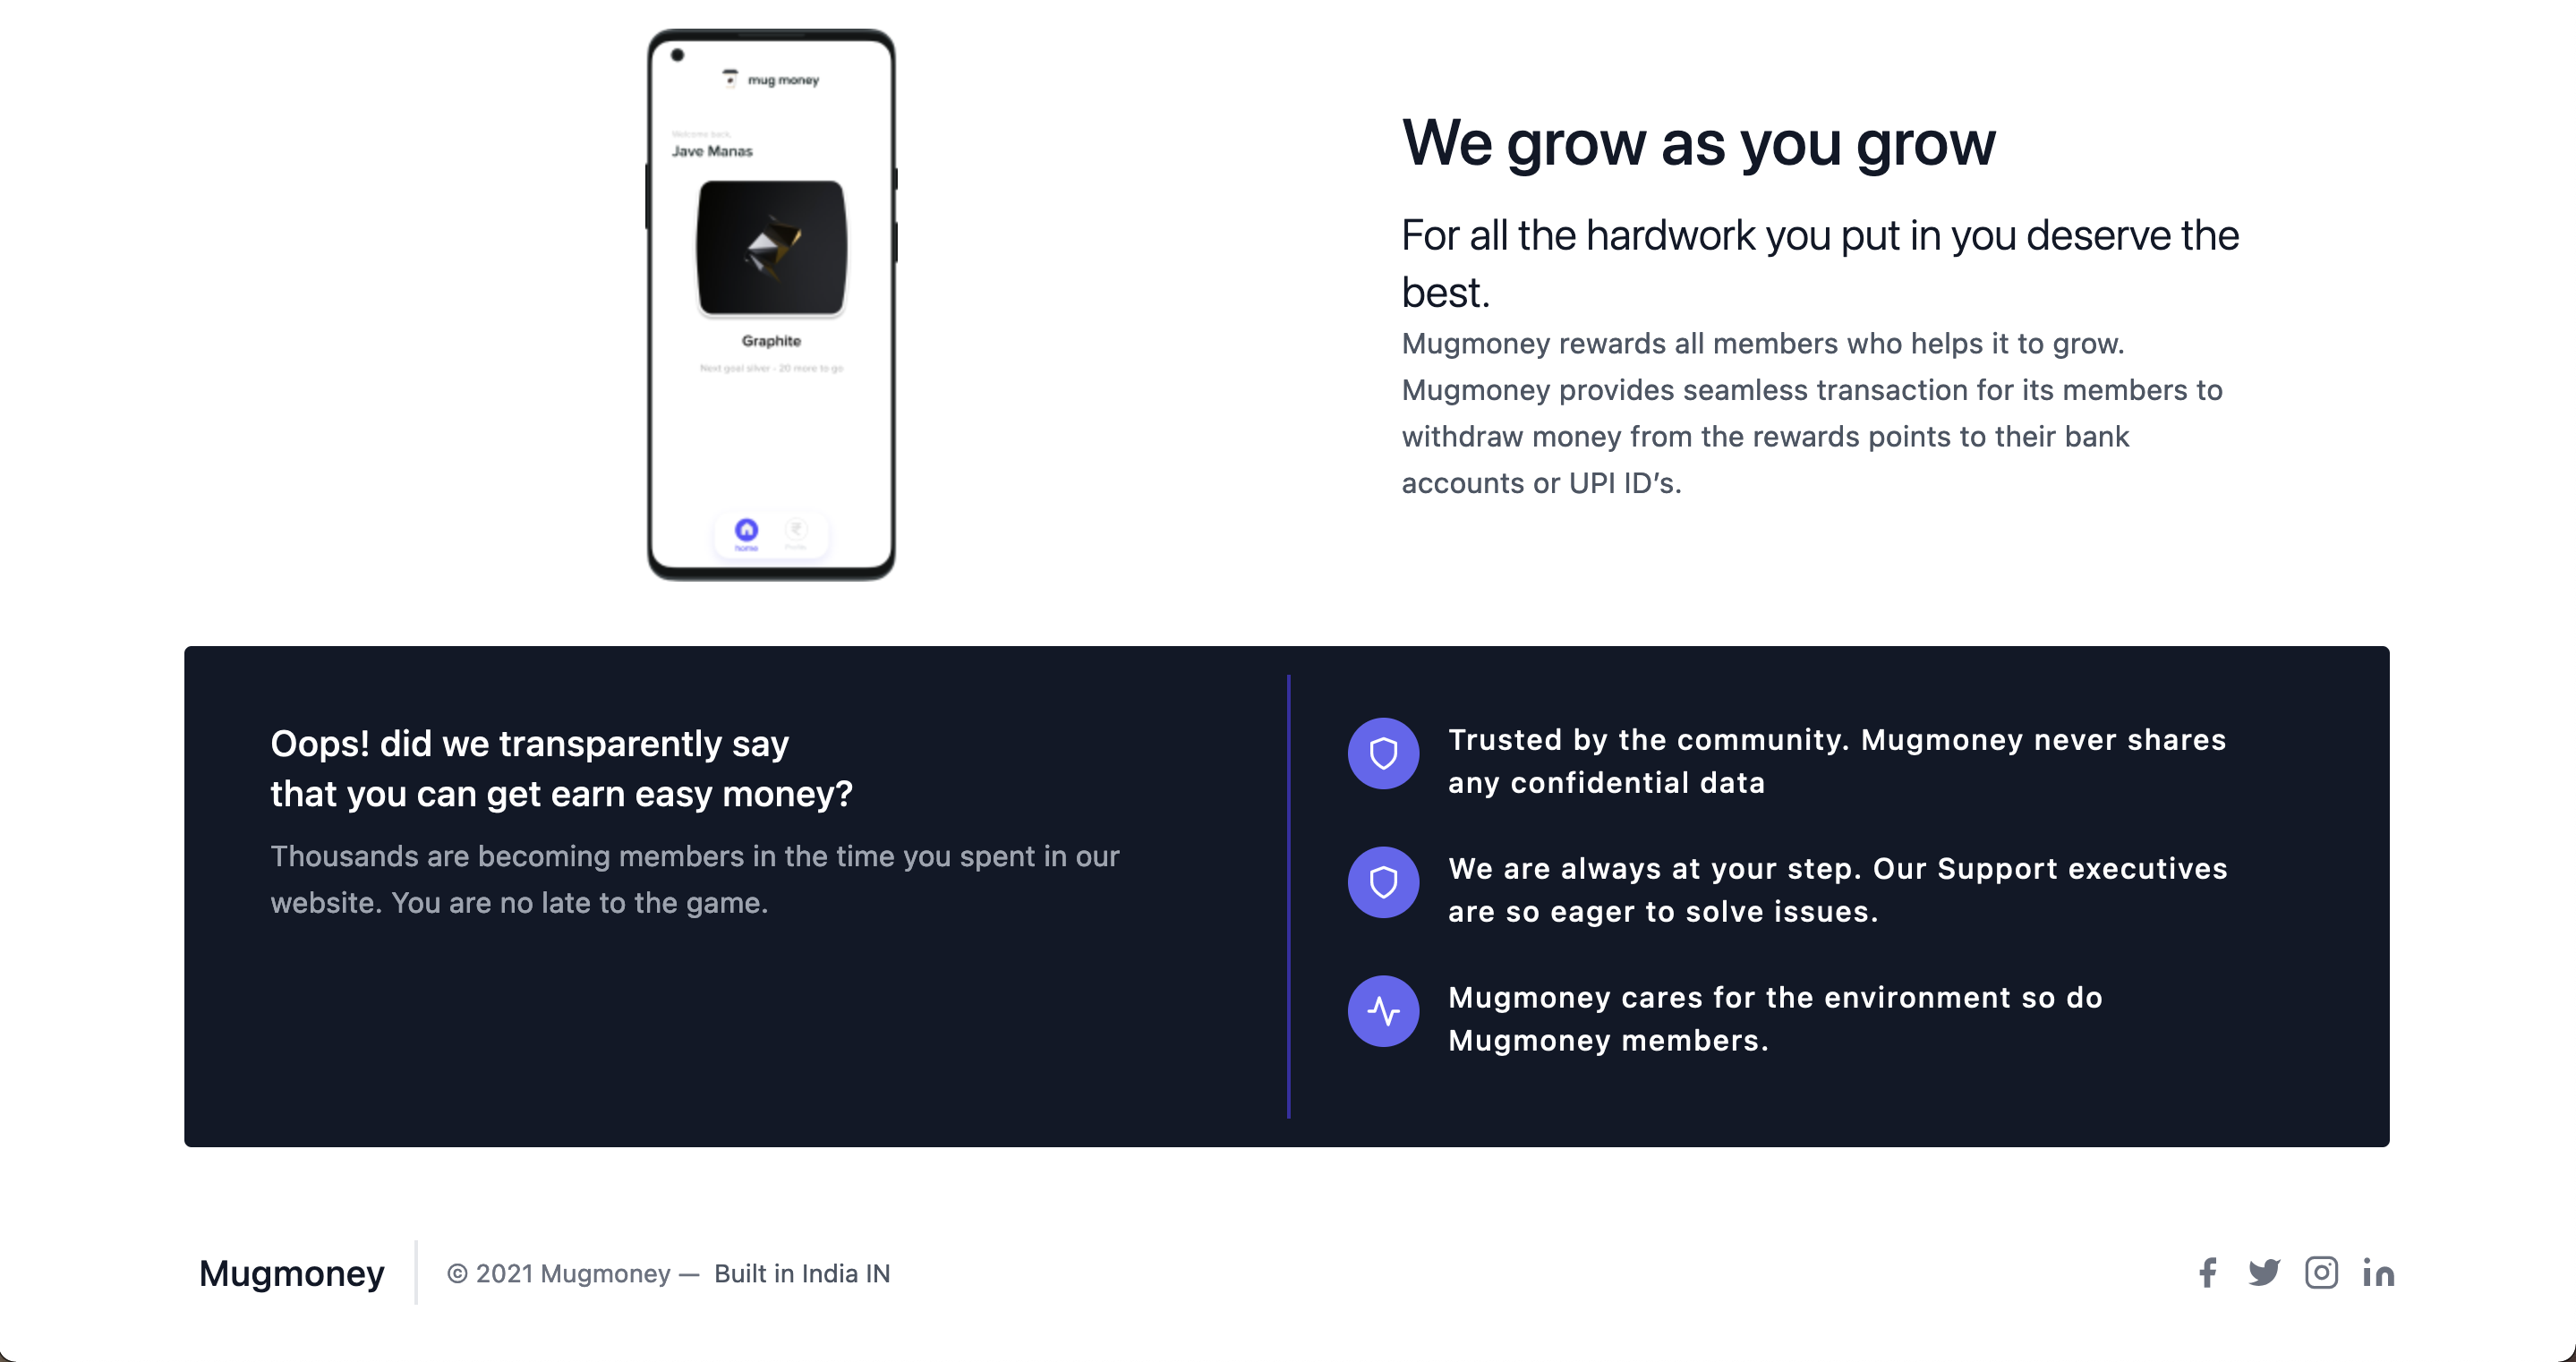 mug money
Welcome back,
Jave Manas
Graphite
Next goal silver - 20 more to go
home
Profile
We grow as you grow
For all the hardwork you put in you deserve the
best.
Mugmoney rewards all members who helps it to grow.
Mugmoney provides seamless transaction for its members to
withdraw money from the rewards points to their bank
accounts or UPI ID’s.
Oops! did we transparently say
that you can get earn easy money?
Thousands are becoming members in the time you spent in our
website. You are no late to the game.
Trusted by the community. Mugmoney never shares
any confidential data
We are always at your step. Our Support executives
are so eager to solve issues.
Mugmoney cares for the environment so do
Mugmoney members.
Mugmoney
© 2021 Mugmoney — Built in India IN